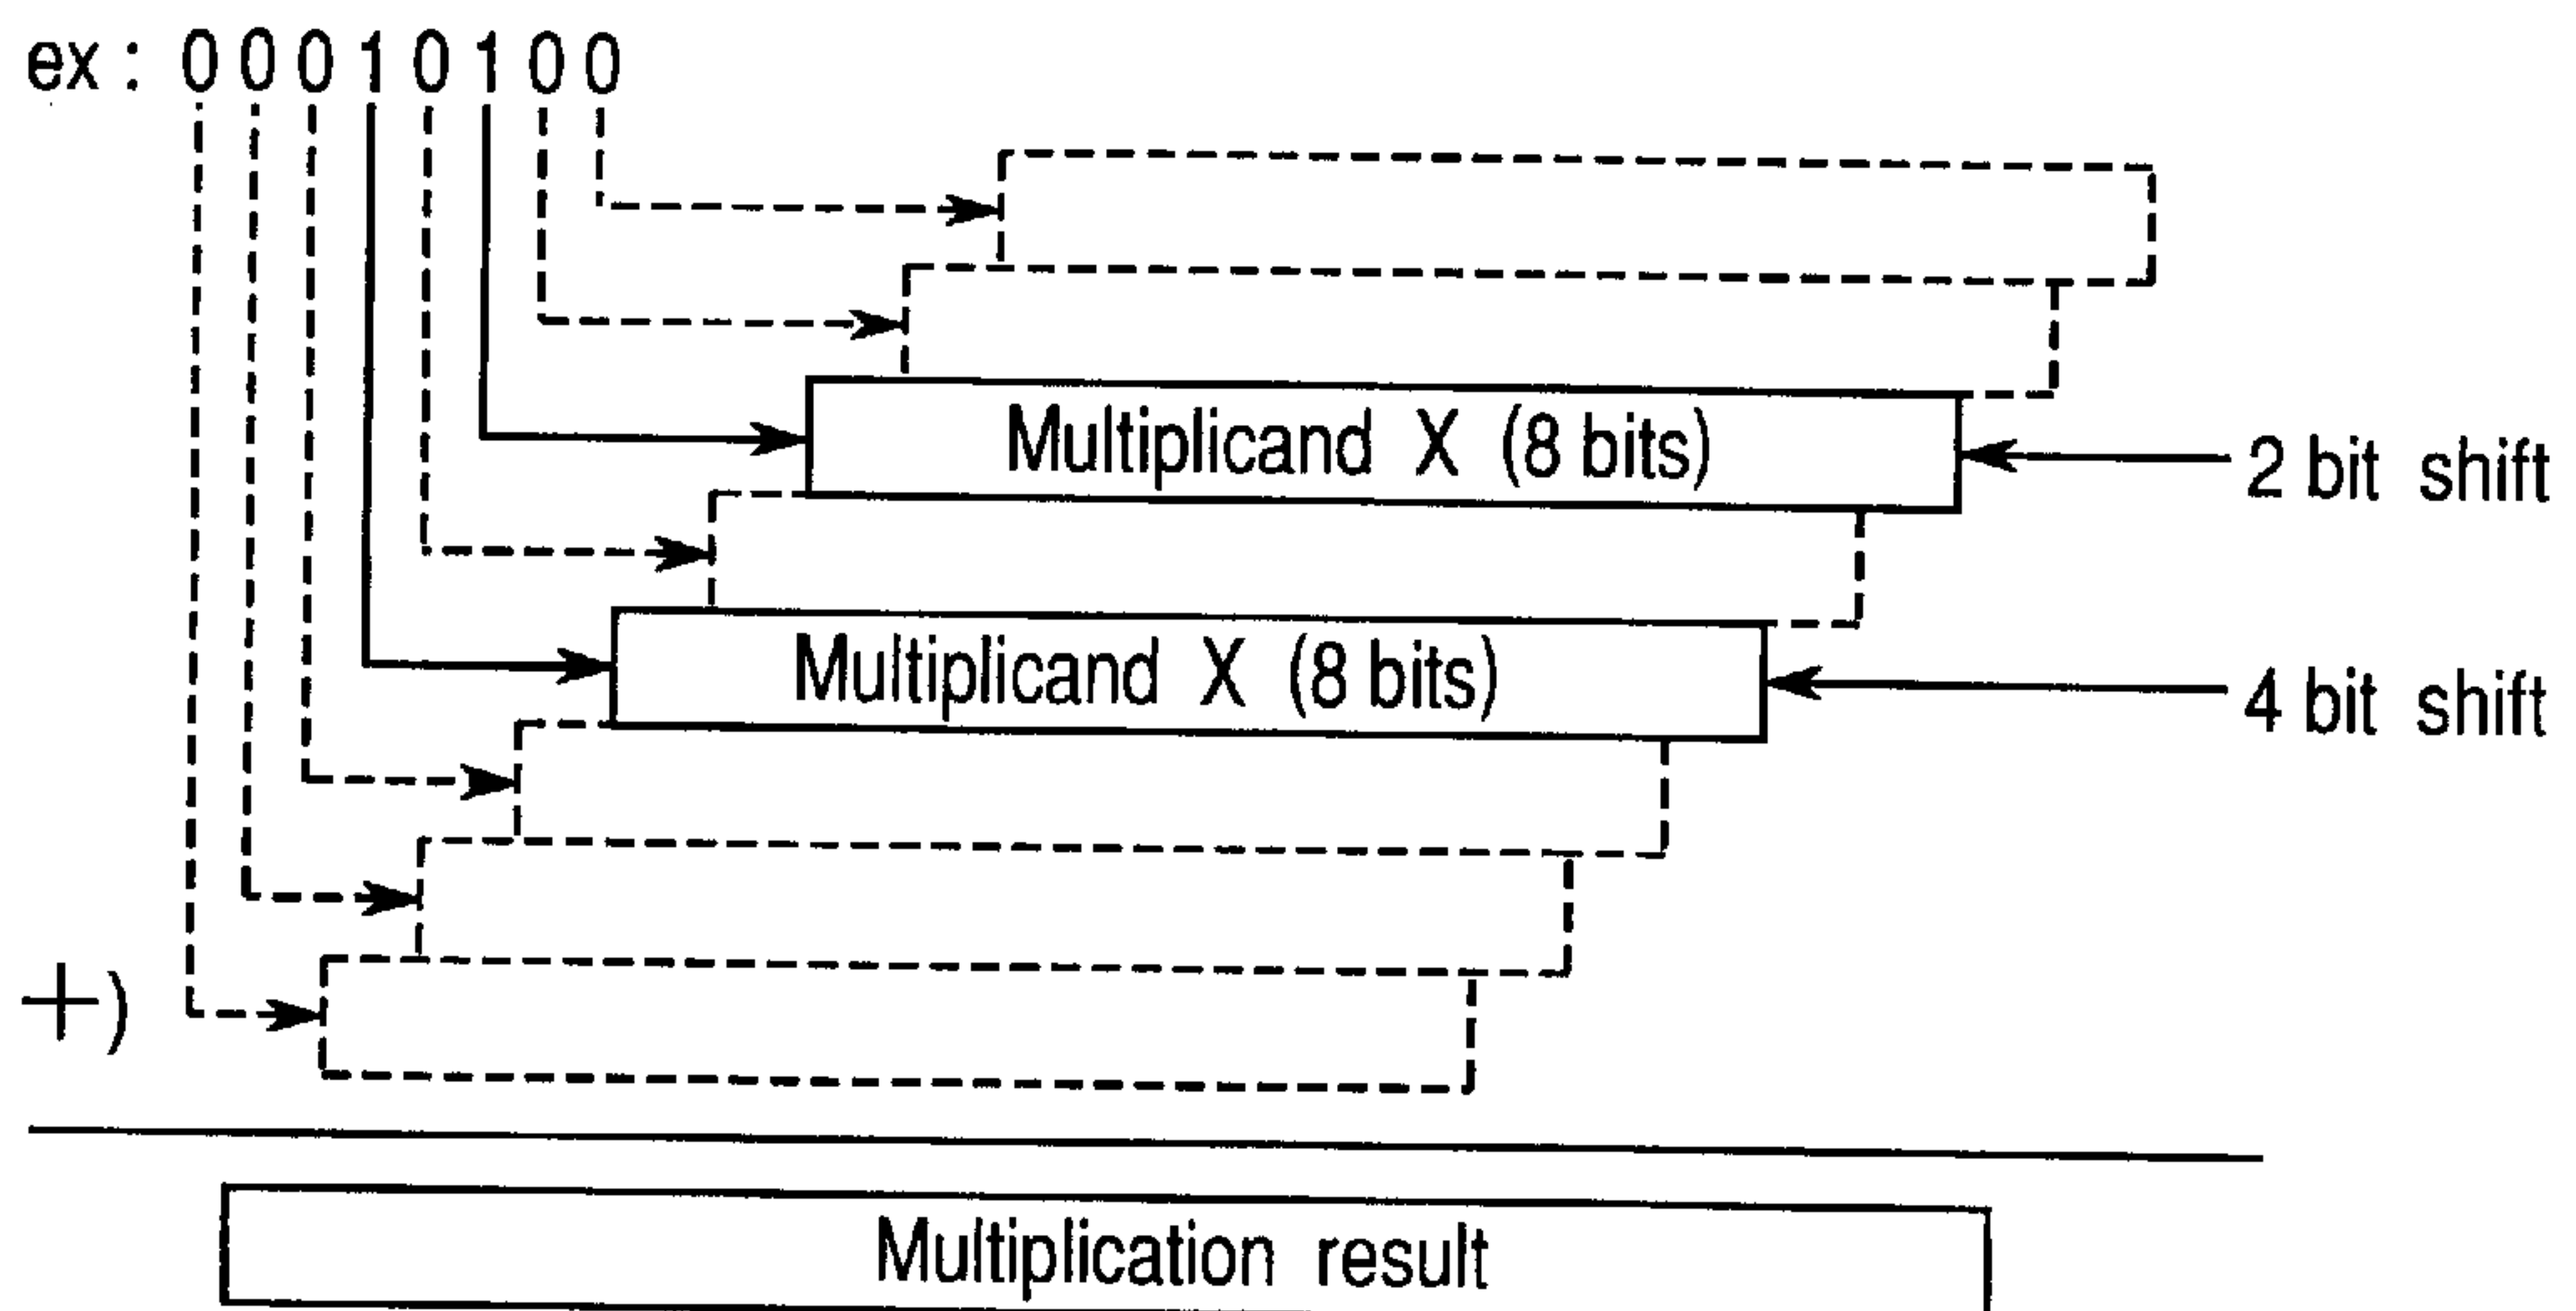 ex : 0 0 0 1 0 1 0 0
Multiplicand X (8 bits)
2 bit shift
Multiplicand X (8 bits)
4 bit shift
+)
Multiplication result